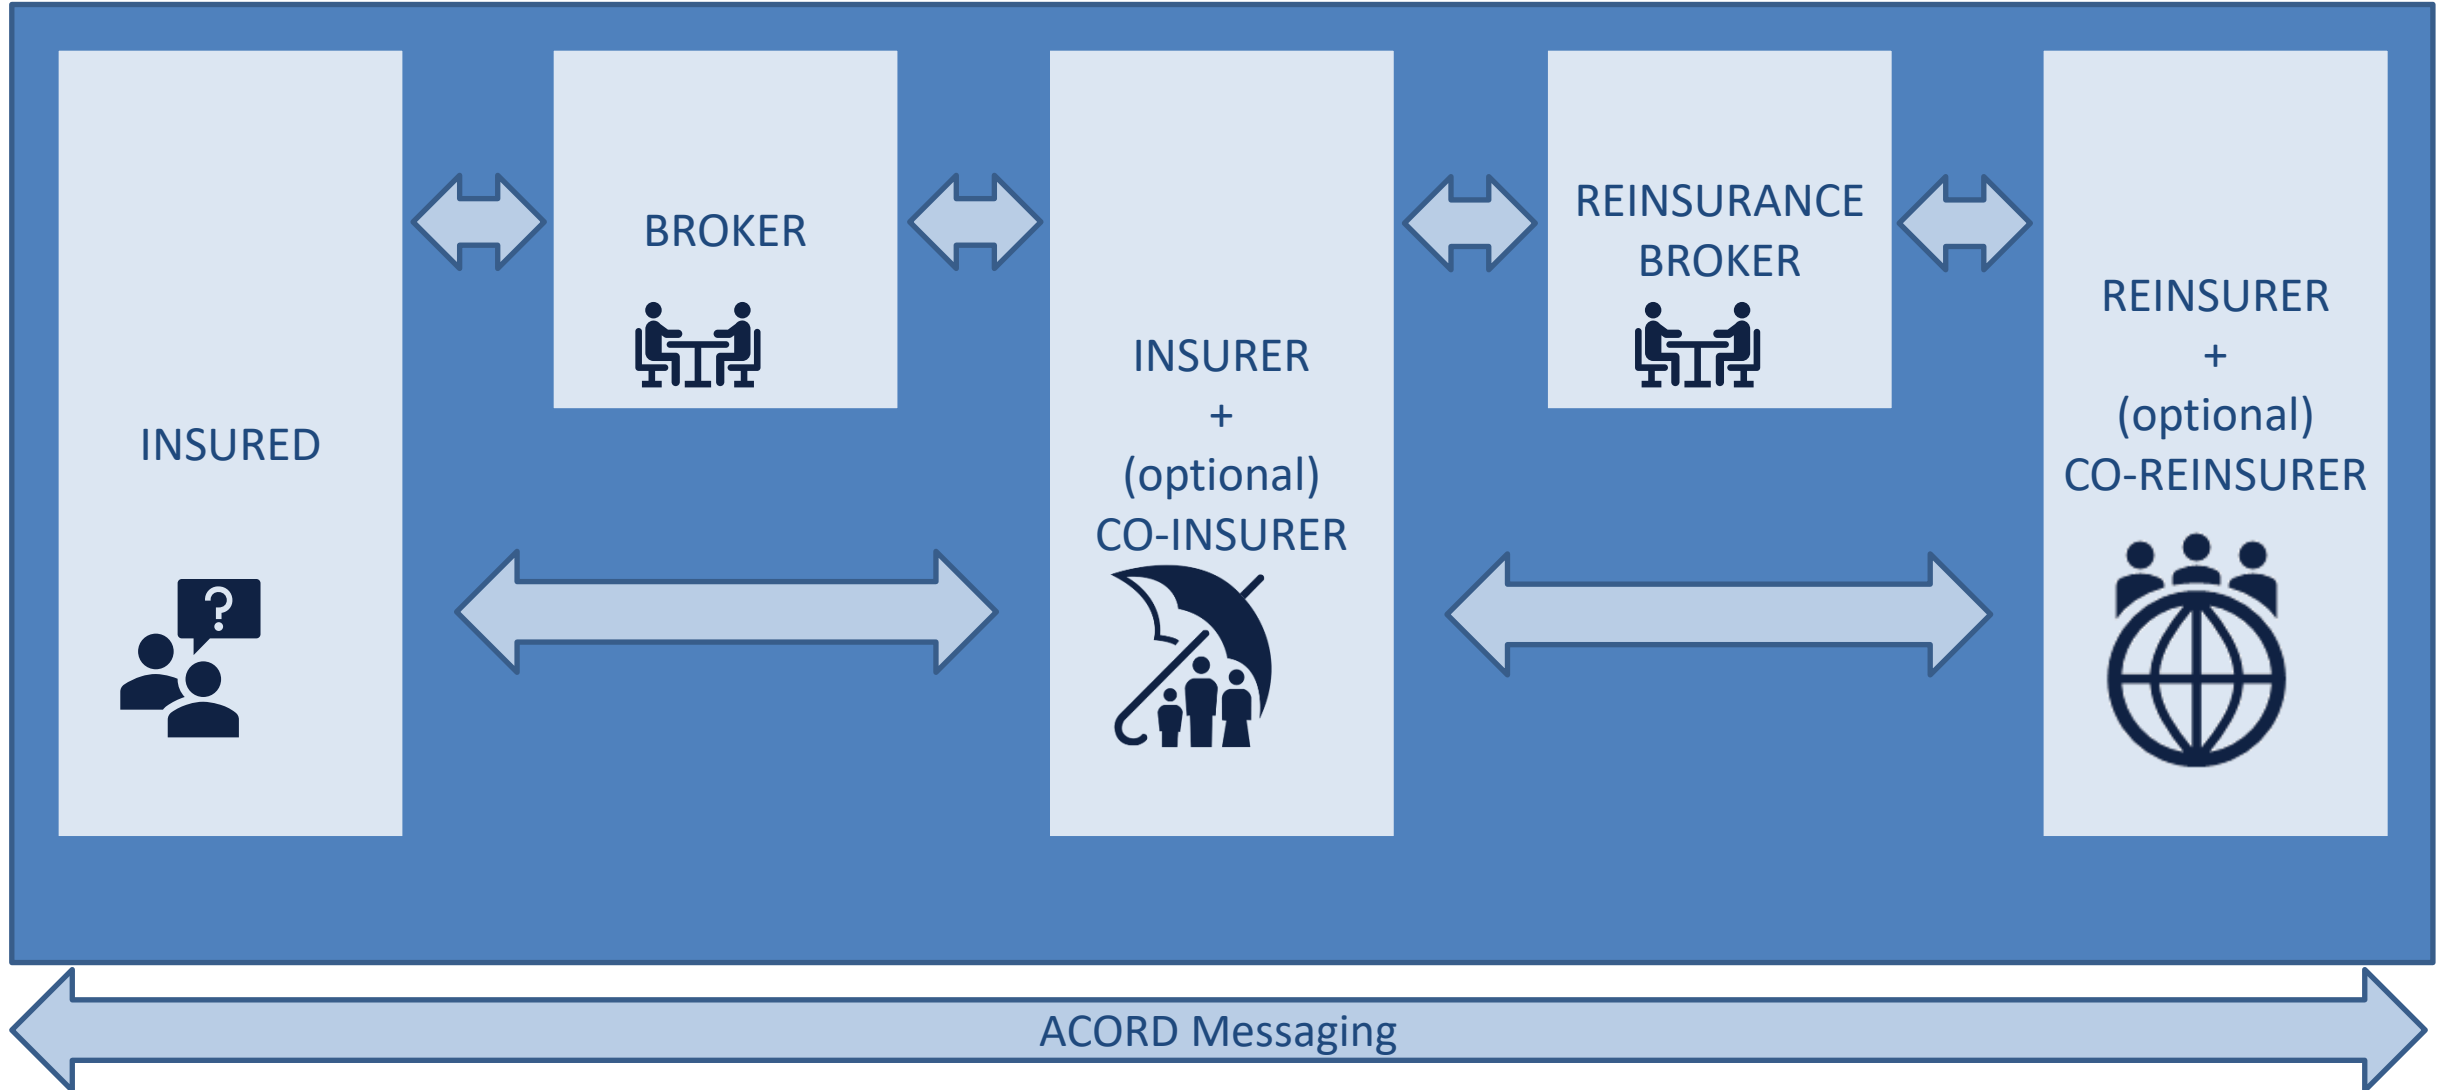 INSURED
BROKER
INSURER
+
(optional)
CO-INSURER
REINSURANCE
BROKER
REINSURER
+
(optional)
CO-REINSURER
?
ACORD Messaging